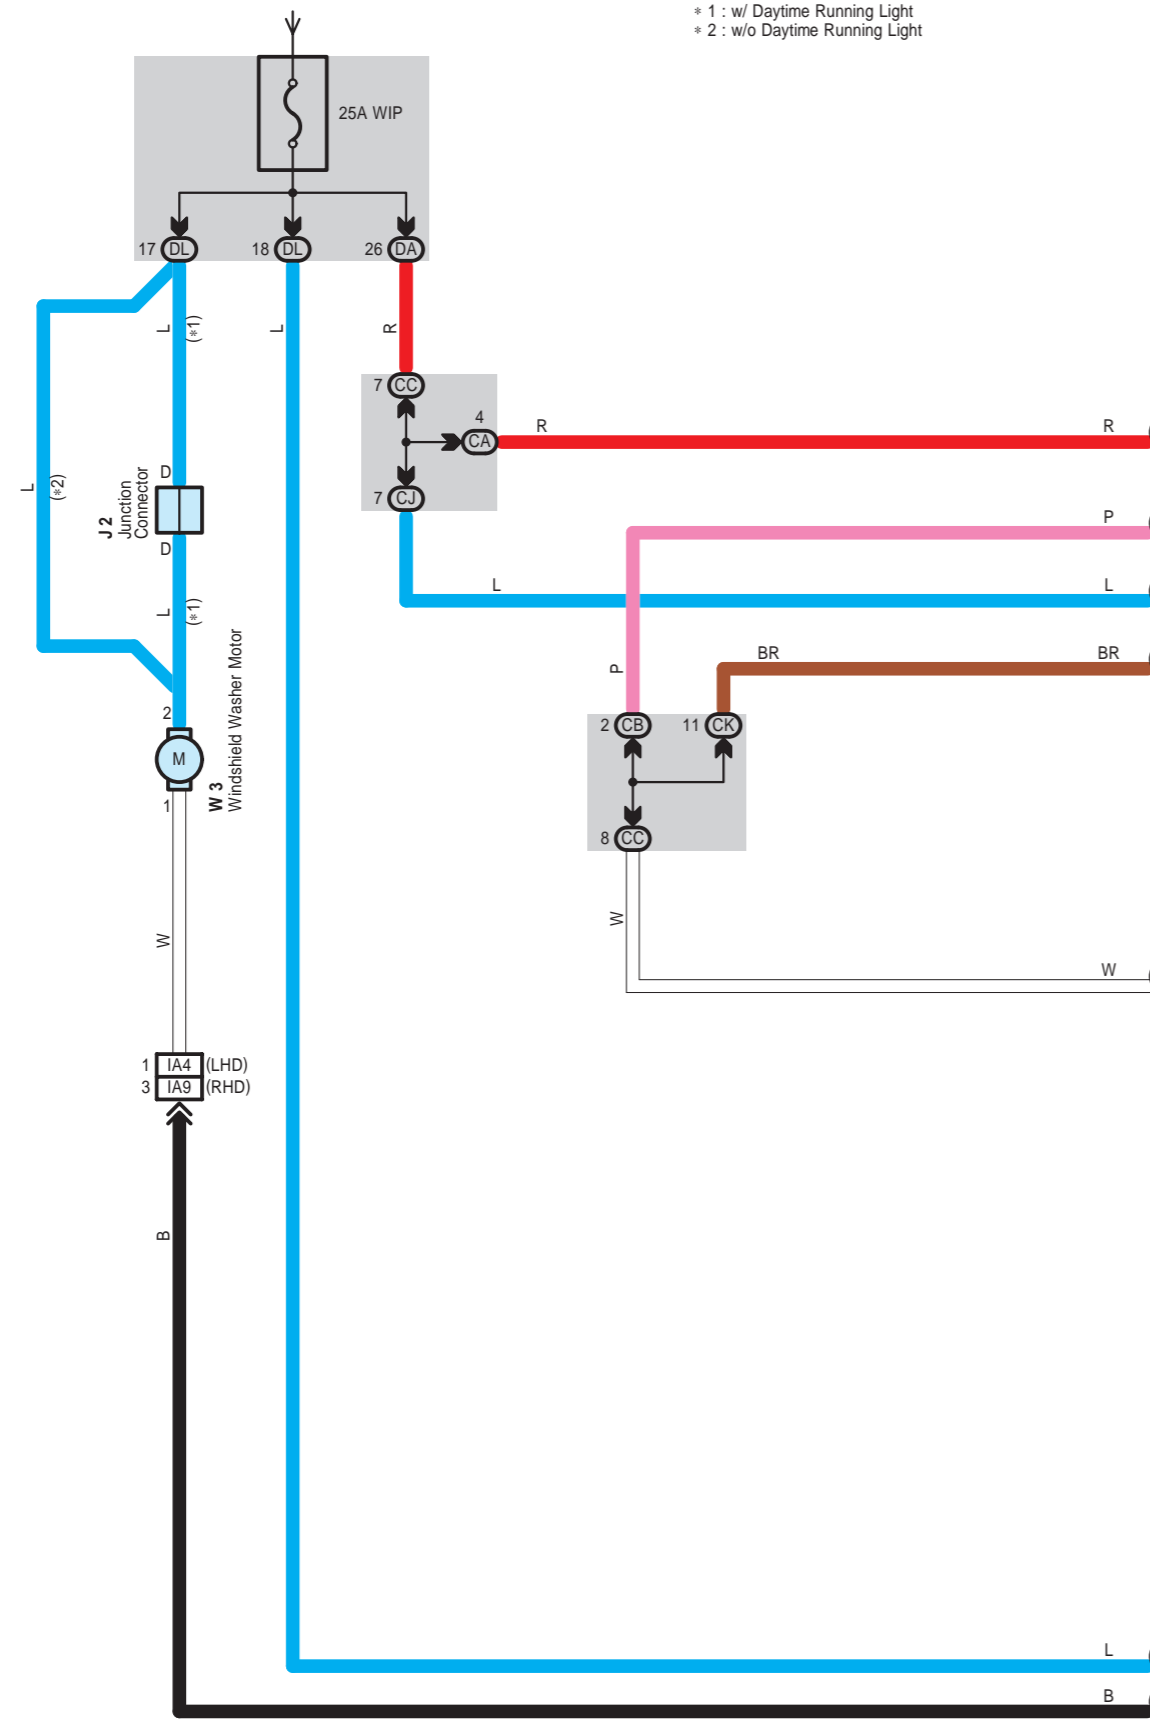 * 1 : w/ Daytime Running Light
* 2 : w/o Daytime Running Light
25A WIP
17 DL
18 DL
26 DA
L
(*1)
L
R
7 CC
4
CA
R
R
7 CJ
L
(*2)
D
J 2
Junction
Connector
D
P
L
L
L
(*1)
P
BR
BR
2 CB
11 CK
2
M
1
W 3
Windshield Washer Motor
8 CC
W
W
W
1 IA4 (LHD)
3 IA9 (RHD)
B
L
B